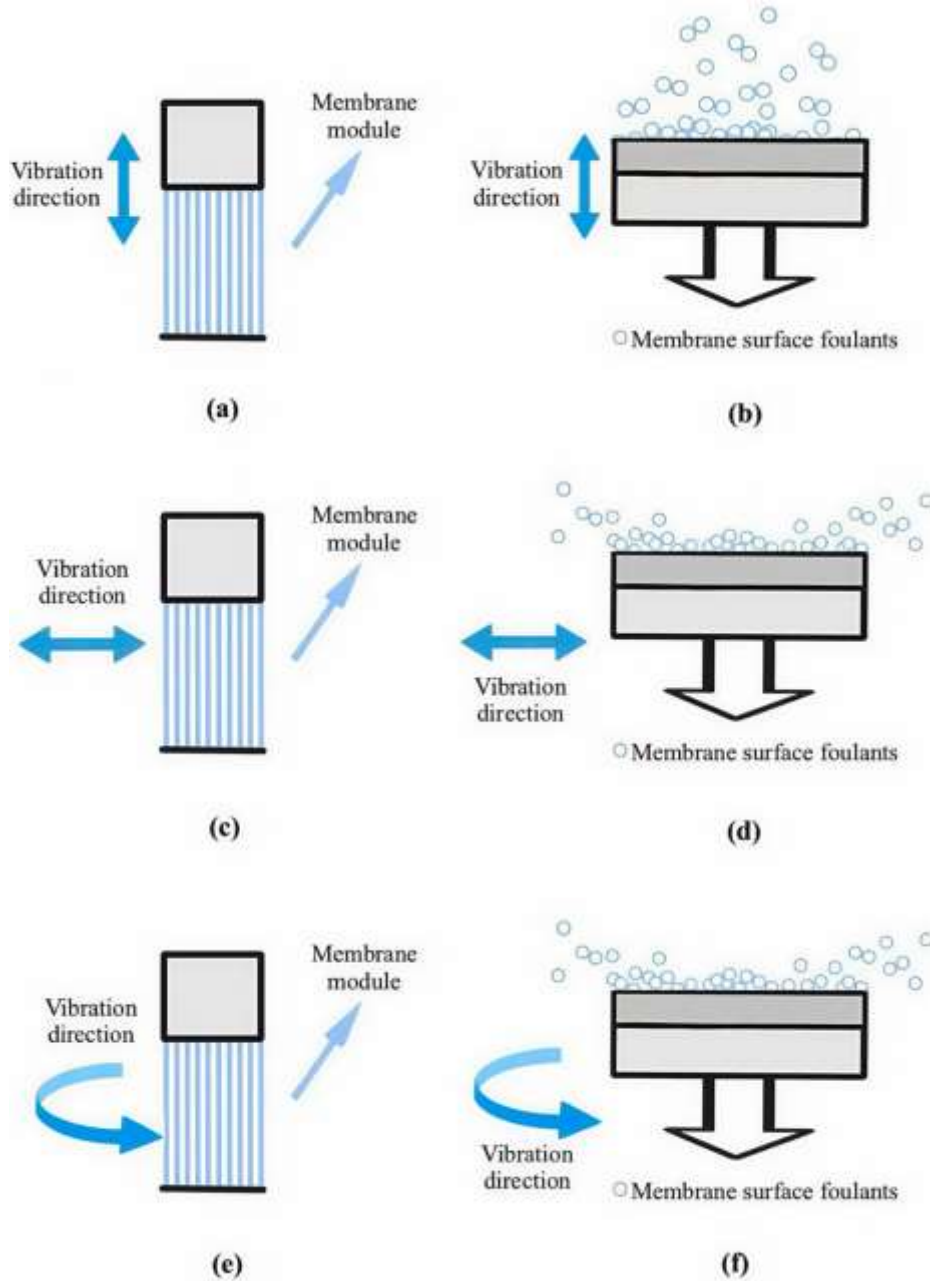 Membrane
module
Vibration
direction
(a)
Vibration
direction
Membrane surface foulants
(b)
Membrane
module
Vibration
direction
(c)
Vibration
direction
Membrane surface foulants
(d)
Membrane
module
Vibration
direction
(e)
Vibration
direction
Membrane surface foulants
(f)